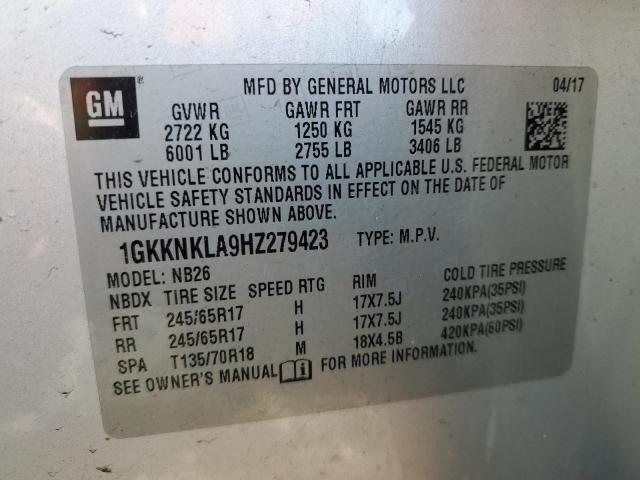 GM
MFD BY GENERAL MOTORS LLC 04/17
GVWR GAWR FRT GAWR RR
2722 KG 1250 KG 1545 KG
6001 LB 2755 LB 3406 LB
THIS VEHICLE CONFORMS TO ALL APPLICABLE U.S. FEDERAL MOTOR
VEHICLE SAFETY STANDARDS IN EFFECT ON THE DATE OF
MANUFACTURE SHOWN ABOVE.
1GKKNKLA9HZ279423 TYPE: M.P.V.
MODEL: NB26
NBDX TIRE SIZE SPEED RTG RIM COLD TIRE PRESSURE
FRT 245/65R17 H 17X7.5J 240KPA(35PSI)
RR 245/65R17 H 17X7.5J 240KPA(35PSI)
SPA T135/70R18 M 18X4.5B 420KPA(60PSI)
SEE OWNER'S MANUAL FOR MORE INFORMATION.